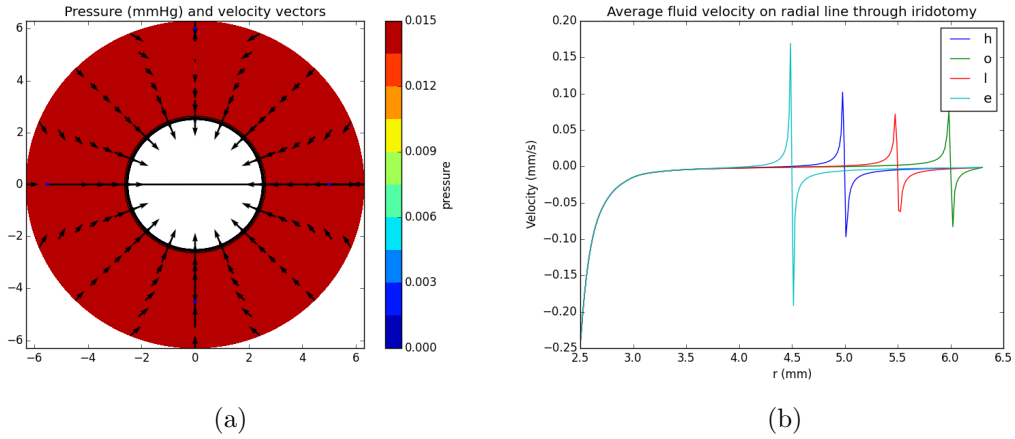 Pressure (mmHg) and velocity vectors
6
4
2
0
−2
−4
−6
−6 −4 −2 0 2 4 6
0.015
0.012
0.009
0.006
0.003
0.000
pressure
(a)
Average fluid velocity on radial line through iridotomy
0.20
0.15
0.10
0.05
0.00
−0.05
−0.10
−0.15
−0.20
−0.25
Velocity (mm/s)
h
o
l
e
2.5 3.0 3.5 4.0 4.5 5.0 5.5 6.0 6.5
r (mm)
(b)